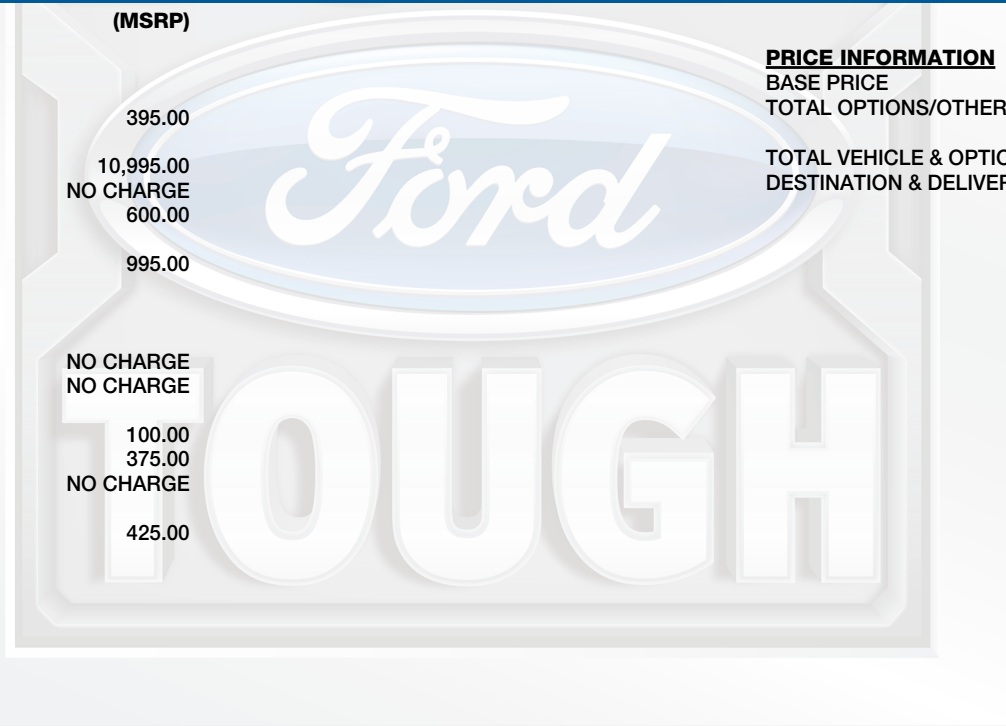 (MSRP)
395.00
10,995.00
NO CHARGE
600.00
995.00
NO CHARGE
NO CHARGE
100.00
375.00
NO CHARGE
425.00
PRICE INFORMATION
BASE PRICE
TOTAL OPTIONS/OTHER
TOTAL VEHICLE & OPTIO
DESTINATION & DELIVER
Ford
TOUGH